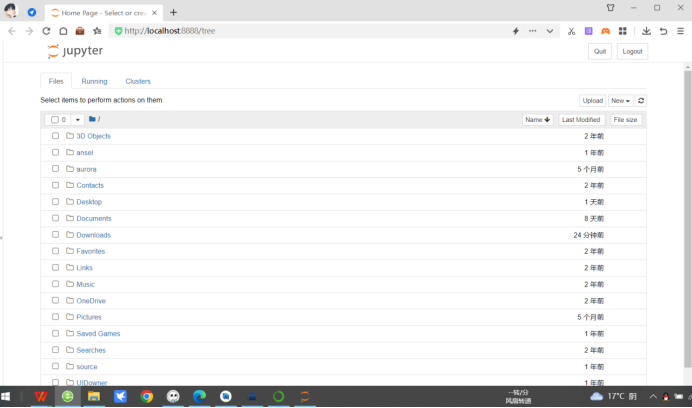 Home Page - Select or crea
http://localhost:8888/tree
jupyter
Quit Logout
Files Running Clusters
Select items to perform actions on them.
Upload New
0 / Name Last Modified File size
3D Objects 2 年前
ansel 1 年前
aurora 5 个月前
Contacts 2 年前
Desktop 1 天前
Documents 8 天前
Downloads 24 分钟前
Favorites 2 年前
Links 2 年前
Music 2 年前
OneDrive 2 年前
Pictures 5 个月前
Saved Games 1 年前
Searches 2 年前
source 1 年前
UIDowner 1 年前
--转/分
风扇转速
17°C 阴